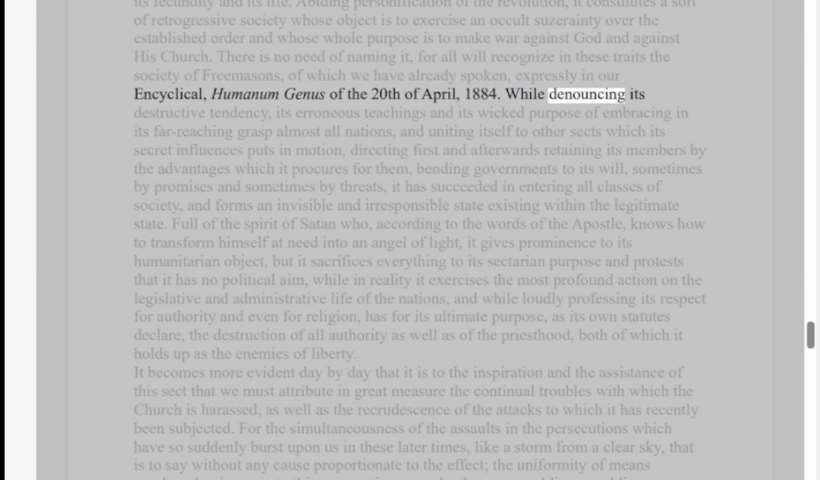 its fecundity and its life. Abiding personification of the revolution, it constitutes a sort
of retrogressive society whose object is to exercise an occult suzerainty over the
established order and whose whole purpose is to make war against God and against
His Church. There is no need of naming it, for all will recognize in these traits the
society of Freemasons, of which we have already spoken, expressly in our
Encyclical, Humanum Genus of the 20th of April, 1884. While denouncing its
destructive tendency, its erroneous teachings and its wicked purpose of embracing in
its far-reaching grasp almost all nations, and uniting itself to other sects which its
secret influences puts in motion, directing first and afterwards retaining its members by
the advantages which it procures for them, bending governments to its will, sometimes
by promises and sometimes by threats, it has succeeded in entering all classes of
society, and forms an invisible and irresponsible state existing within the legitimate
state. Full of the spirit of Satan who, according to the words of the Apostle, knows how
to transform himself at need into an angel of light, it gives prominence to its
humanitarian object, but it sacrifices everything to its sectarian purpose and protests
that it has no political aim, while in reality it exercises the most profound action on the
legislative and administrative life of the nations, and while loudly professing its respect
for authority and even for religion, has for its ultimate purpose, as its own statutes
declare, the destruction of all authority as well as of the priesthood, both of which it
holds up as the enemies of liberty.
It becomes more evident day by day that it is to the inspiration and the assistance of
this sect that we must attribute in great measure the continual troubles with which the
Church is harassed, as well as the recrudescence of the attacks to which it has recently
been subjected. For the simultaneousness of the assaults in the persecutions which
have so suddenly burst upon us in these later times, like a storm from a clear sky, that
is to say without any cause proportionate to the effect; the uniformity of means